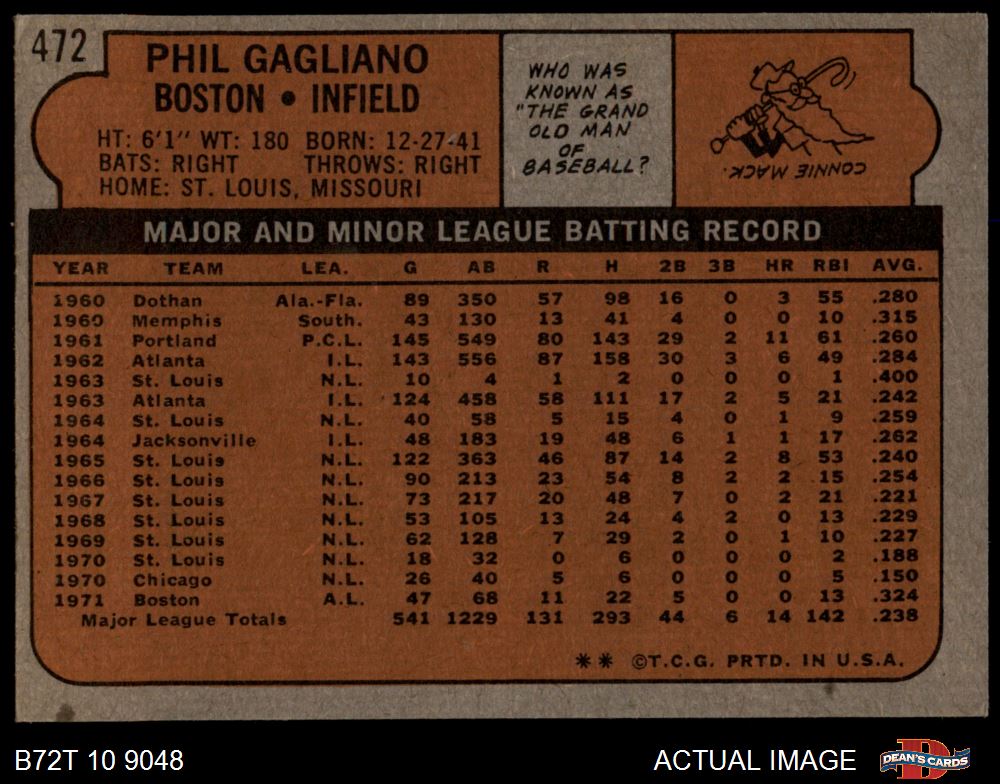 472
PHIL GAGLIANO
BOSTON • INFIELD
HT: 6'1" WT: 180 BORN: 12-27-41
BATS: RIGHT THROWS: RIGHT
HOME: ST. LOUIS, MISSOURI
WHO WAS
KNOWN AS
"THE GRAND
OLD MAN
OF
BASEBALL?
CONNIE MACK.
MAJOR AND MINOR LEAGUE BATTING RECORD
YEAR TEAM LEA. G AB R H 2B 3B HR RBI AVG.
1960 Dothan Ala.-Fla. 89 350 57 98 16 0 3 55 .280
1960 Memphis South. 43 130 13 41 4 0 0 10 .315
1961 Portland P.C.L. 145 549 80 143 29 2 11 61 .260
1962 Atlanta I.L. 143 556 87 158 30 3 6 49 .284
1963 St. Louis N.L. 10 4 1 2 0 0 0 1 .400
1963 Atlanta I.L. 124 458 58 111 17 2 5 21 .242
1964 St. Louis N.L. 40 58 5 15 4 0 1 9 .259
1964 Jacksonville I.L. 48 183 19 48 6 1 1 17 .262
1965 St. Louis N.L. 122 363 46 87 14 2 8 53 .240
1966 St. Louis N.L. 90 213 23 54 8 2 2 15 .254
1967 St. Louis N.L. 73 217 20 48 7 0 2 21 .221
1968 St. Louis N.L. 53 105 13 24 4 2 0 13 .229
1969 St. Louis N.L. 62 128 7 29 2 0 1 10 .227
1970 St. Louis N.L. 18 32 0 6 0 0 0 2 .188
1970 Chicago N.L. 26 40 5 6 0 0 0 5 .150
1971 Boston A.L. 47 68 11 22 5 0 0 13 .324
Major League Totals 541 1229 131 293 44 6 14 142 .238
** ©T.C.G. PRTD. IN U.S.A.
B72T 10 9048 ACTUAL IMAGE DEAN'S CARDS